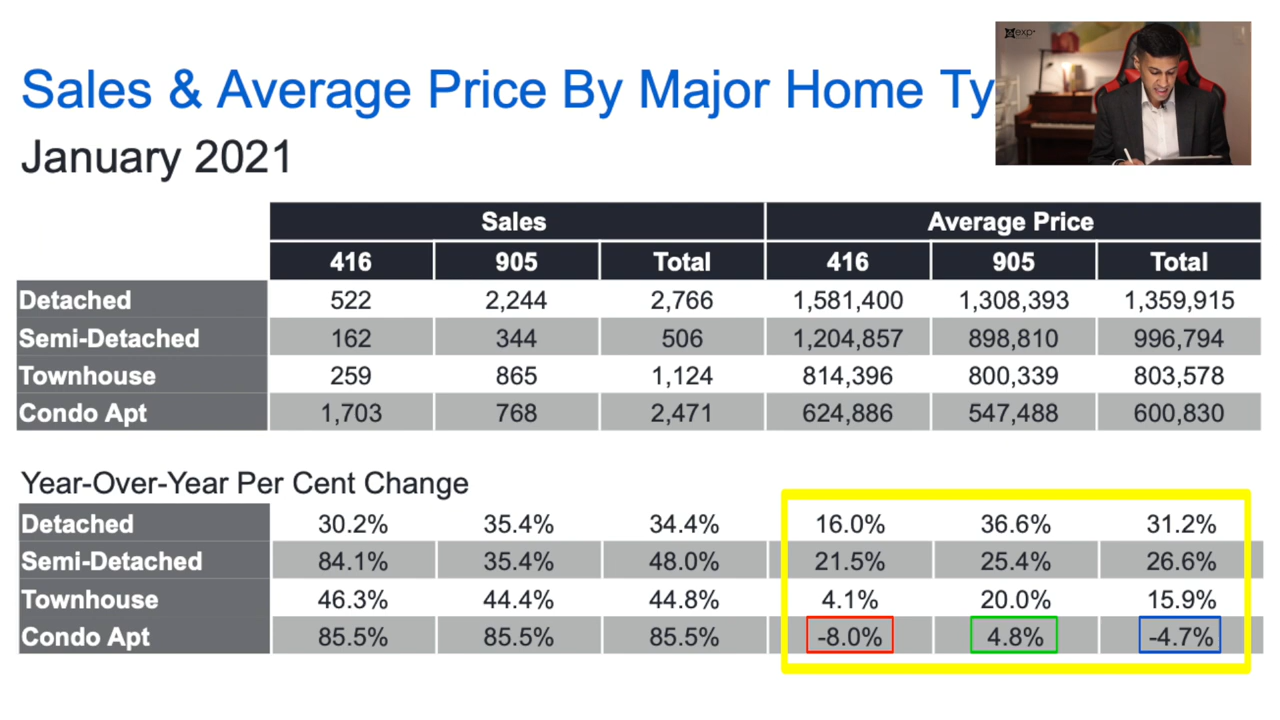 exp
Sales & Average Price By Major Home Ty
January 2021
Sales Average Price
416 905 Total 416 905 Total
Detached 522 2,244 2,766 1,581,400 1,308,393 1,359,915
Semi-Detached 162 344 506 1,204,857 898,810 996,794
Townhouse 259 865 1,124 814,396 800,339 803,578
Condo Apt 1,703 768 2,471 624,886 547,488 600,830
Year-Over-Year Per Cent Change
Detached 30.2% 35.4% 34.4% 16.0% 36.6% 31.2%
Semi-Detached 84.1% 35.4% 48.0% 21.5% 25.4% 26.6%
Townhouse 46.3% 44.4% 44.8% 4.1% 20.0% 15.9%
Condo Apt 85.5% 85.5% 85.5% -8.0% 4.8% -4.7%